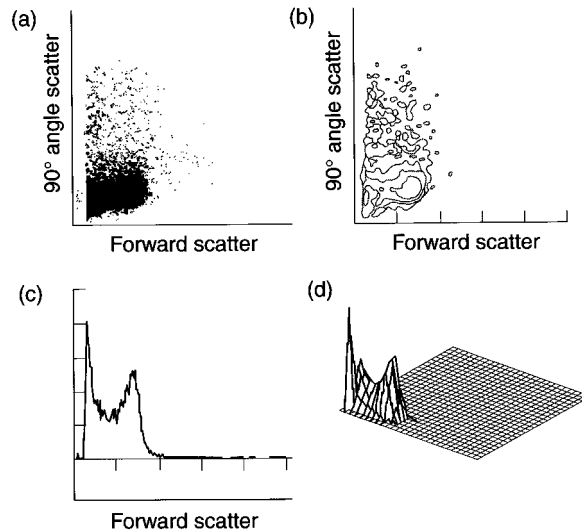 (a)
90° angle scatter
Forward scatter
(b)
90° angle scatter
Forward scatter
(c)
Forward scatter
(d)